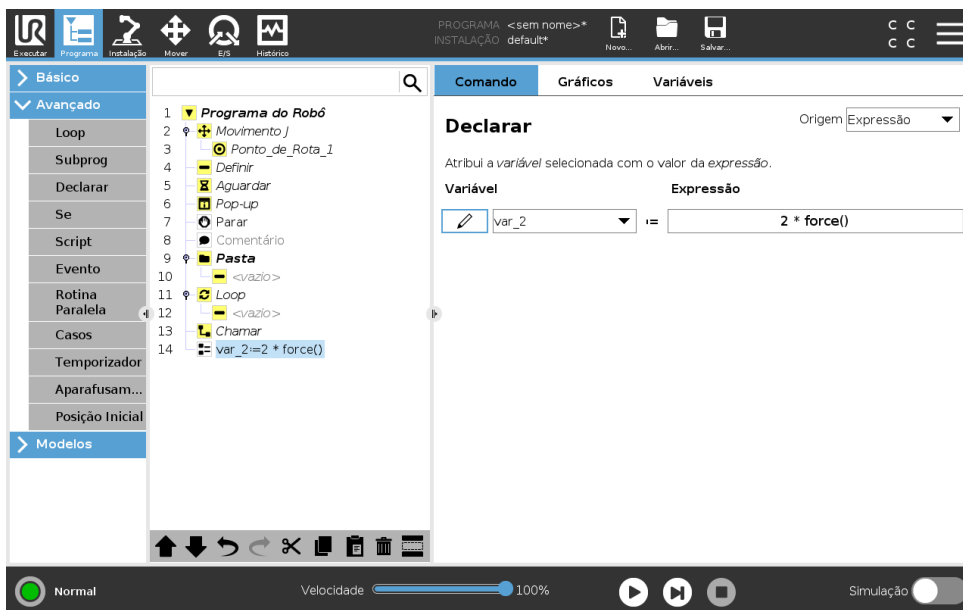 PROGRAMA <sem nome>*
INSTALAÇÃO default*
Executar Programa Instalação Mover E/S Histórico Novo... Abrir... Salvar...
C C
C C
Básico
Avançado
Loop
Subprog
Declarar
Se
Script
Evento
Rotina
Paralela
Casos
Temporizador
Aparafusam...
Posição Inicial
Modelos
1 Programa do Robô
2 Movimento J
3 Ponto_de_Rota_1
4 Definir
5 Aguardar
6 Pop-up
7 Parar
8 Comentário
9 Pasta
10 <vazio>
11 Loop
12 <vazio>
13 Chamar
14 var_2:=2 * force()
Comando Gráficos Variáveis
Declarar
Origem Expressão
Atribui a variável selecionada com o valor da expressão.
Variável Expressão
var_2 := 2 * force()
Normal Velocidade 100% Simulação